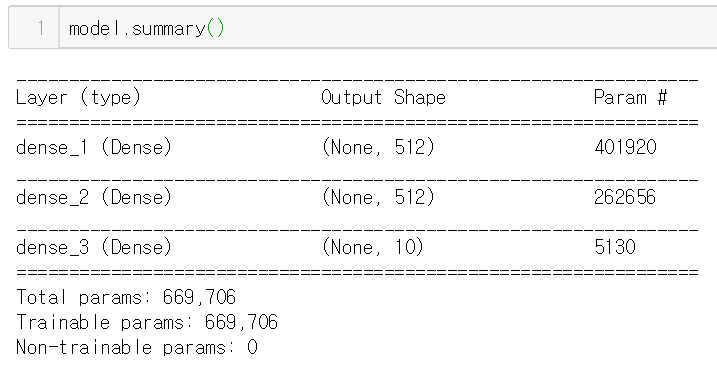 1 model.summary()
_________________________________________________________________
Layer (type)                 Output Shape              Param #
=================================================================
dense_1 (Dense)              (None, 512)               401920
_________________________________________________________________
dense_2 (Dense)              (None, 512)               262656
_________________________________________________________________
dense_3 (Dense)              (None, 10)                5130
=================================================================
Total params: 669,706
Trainable params: 669,706
Non-trainable params: 0